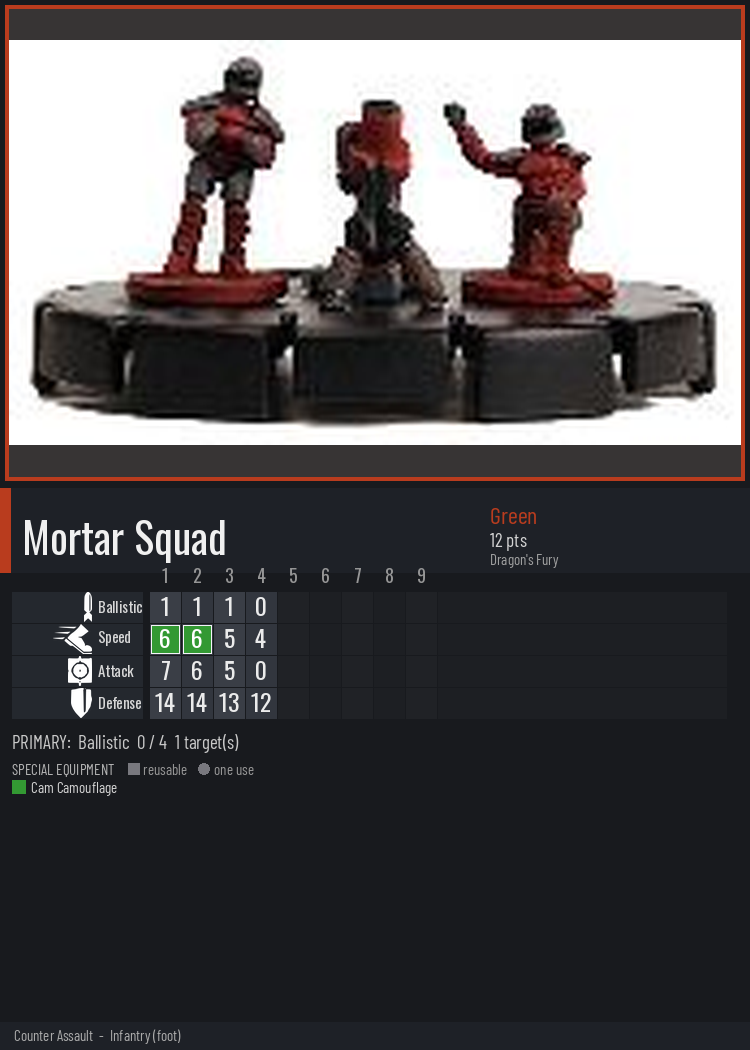 Mortar Squad
Green
12 pts
Dragon's Fury
1 2 3 4 5 6 7 8 9
Ballistic 1 1 1 0
Speed 6 6 5 4
Attack 7 6 5 0
Defense 14 14 13 12
PRIMARY: Ballistic 0 / 4 1 target(s)
SPECIAL EQUIPMENT reusable one use
Cam Camouflage
Counter Assault - Infantry (foot)